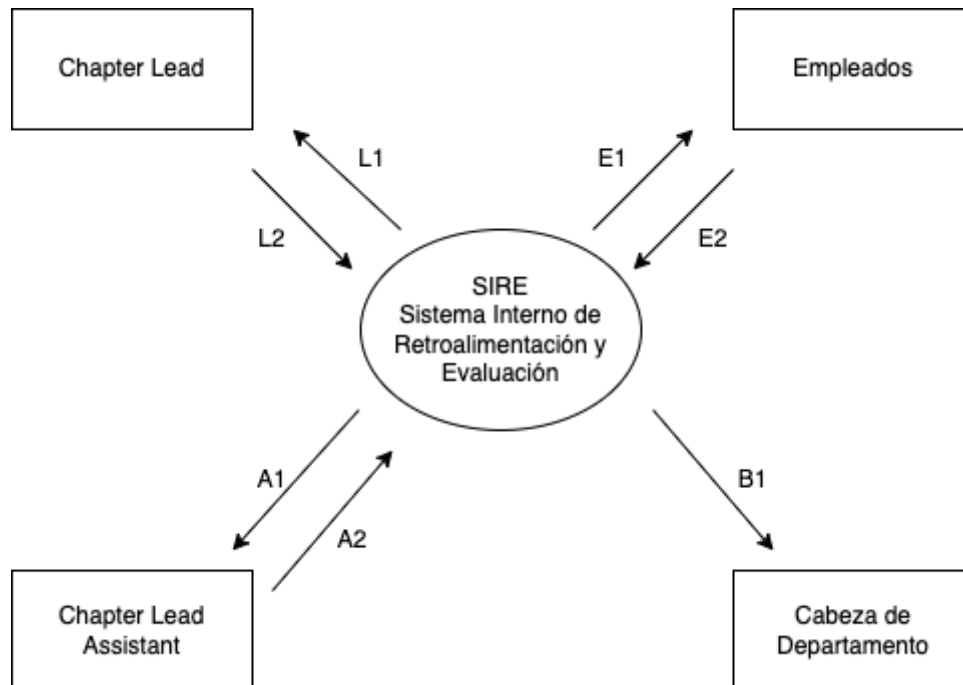 Chapter Lead
Empleados
L1
E1
L2
E2
SIRE
Sistema Interno de
Retroalimentación y
Evaluación
A1
B1
A2
Chapter Lead
Assistant
Cabeza de
Departamento